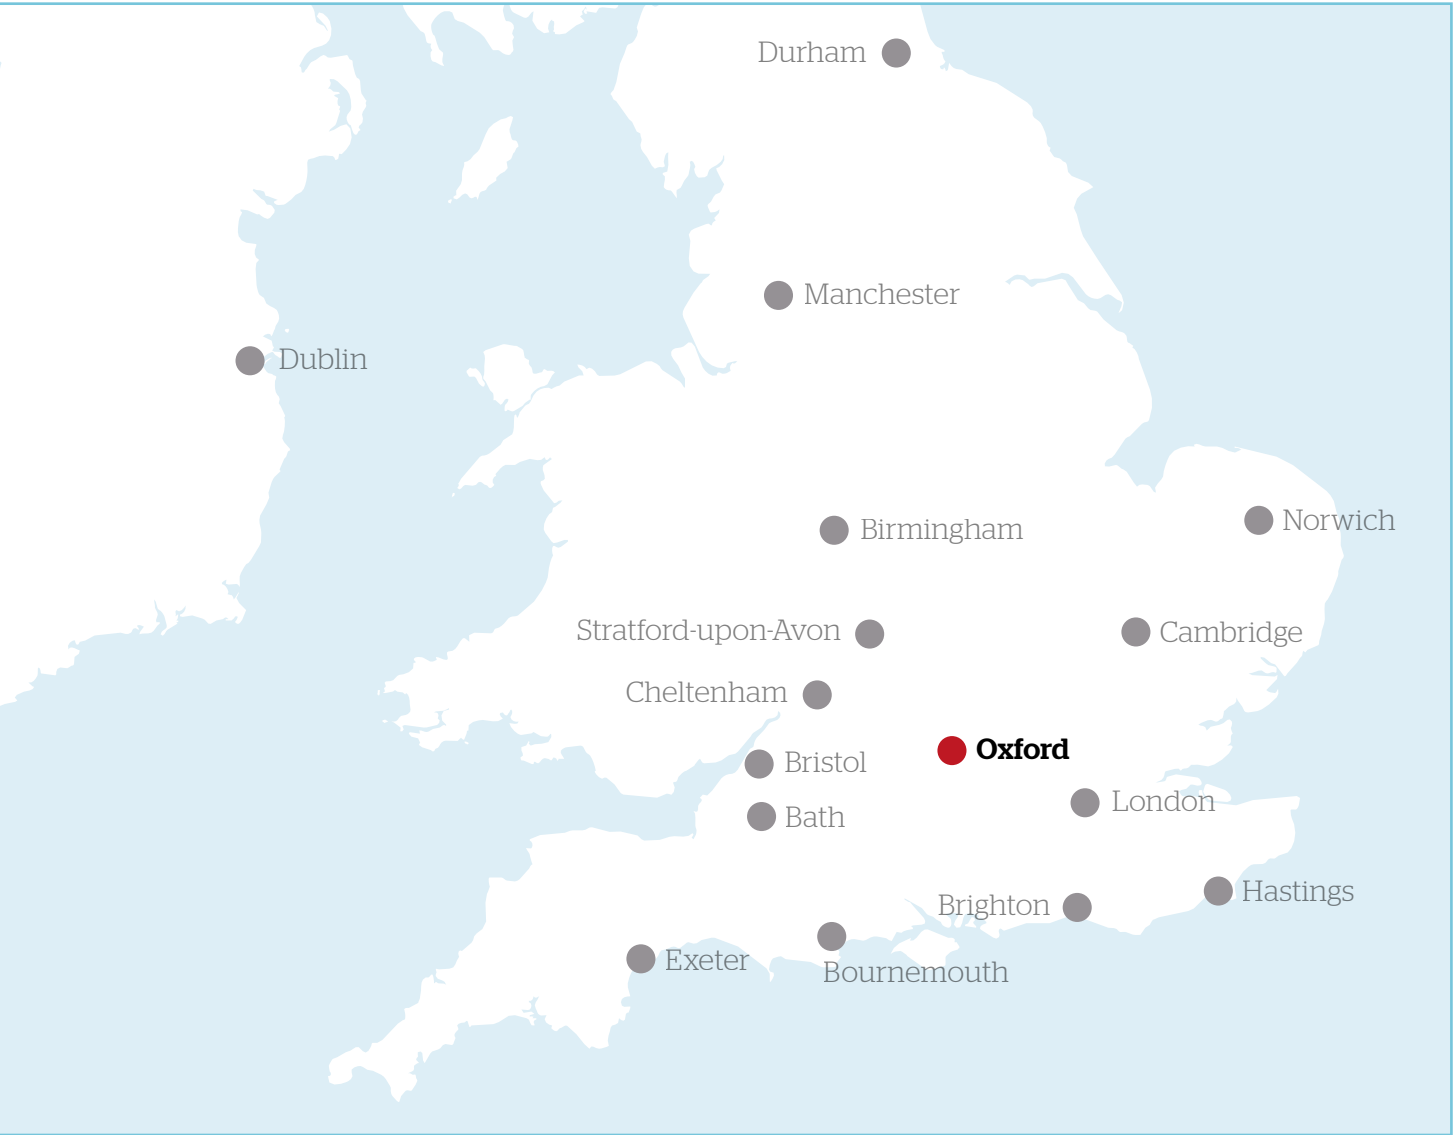 Durham
Manchester
Dublin
Norwich
Birmingham
Stratford-upon-Avon
Cambridge
Cheltenham
Oxford
Bristol
London
Bath
Hastings
Brighton
Exeter
Bournemouth